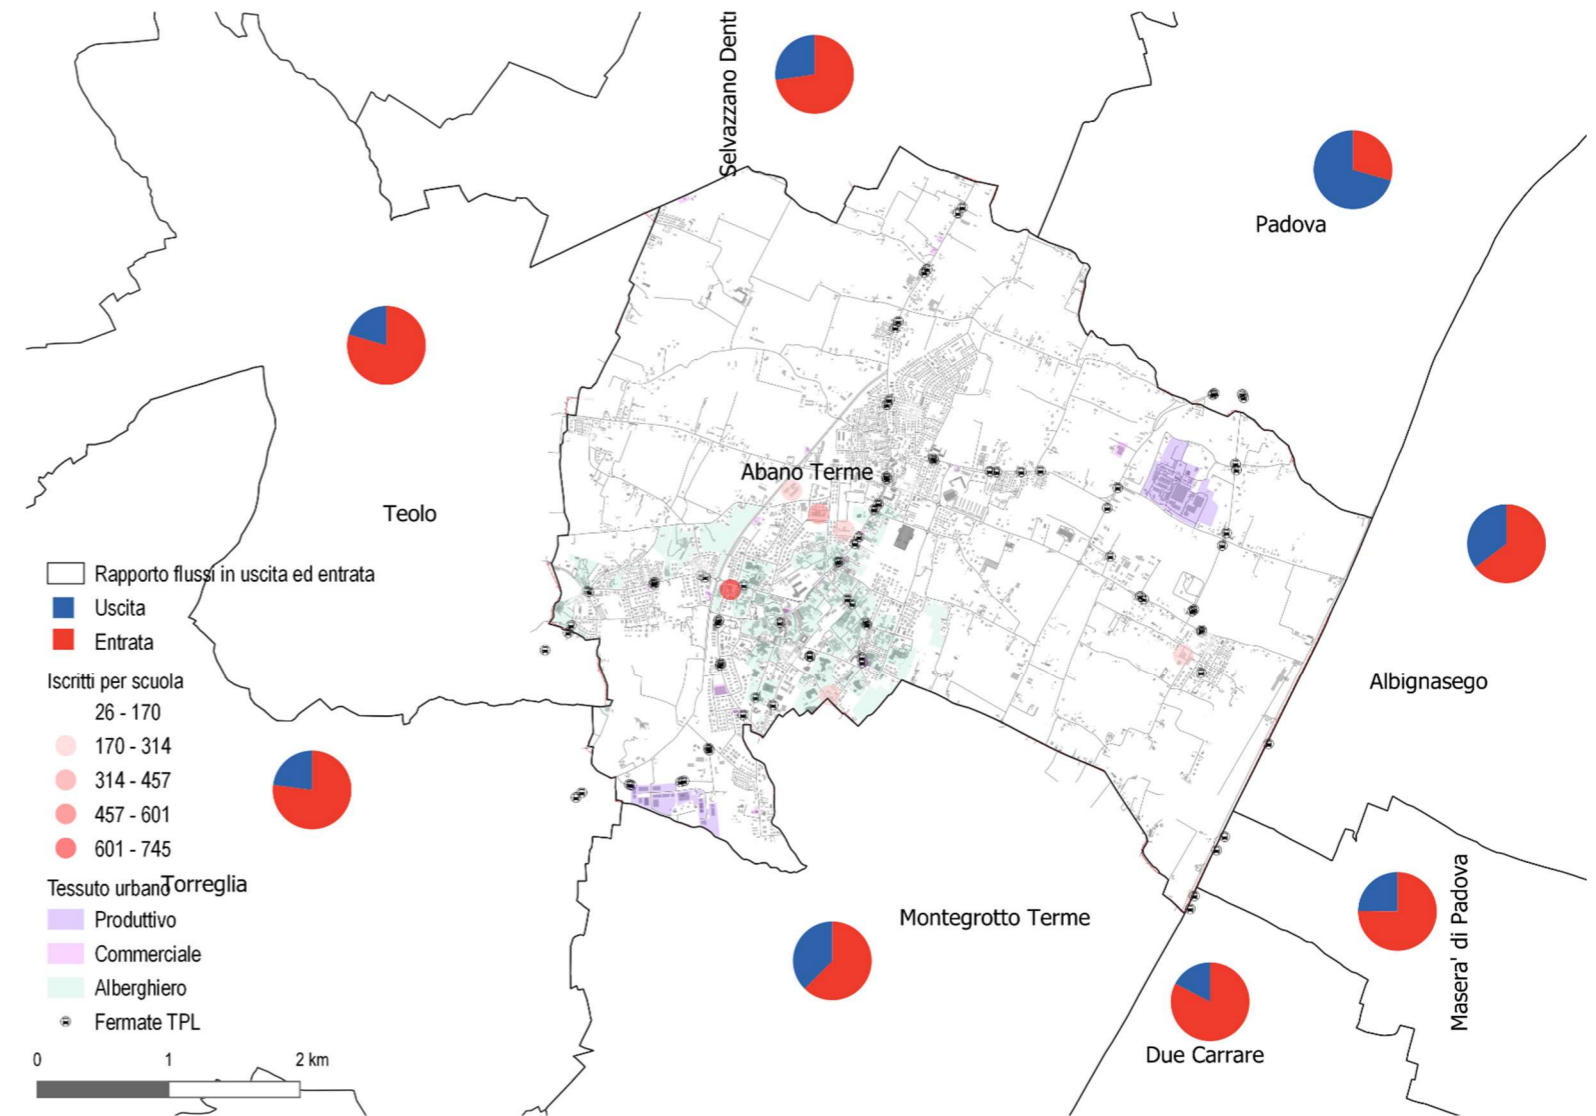 Selvazzano Denti
Padova
Abano Terme
Teolo
Rapporto flussi in uscita ed entrata
Uscita
Entrata
Iscritti per scuola
26 - 170
170 - 314
314 - 457
457 - 601
601 - 745
Albignasego
Tessuto urbano
Torreglia
Produttivo
Commerciale
Alberghiero
Fermate TPL
Montegrotto Terme
Masera' di Padova
Due Carrare
0 1 2 km